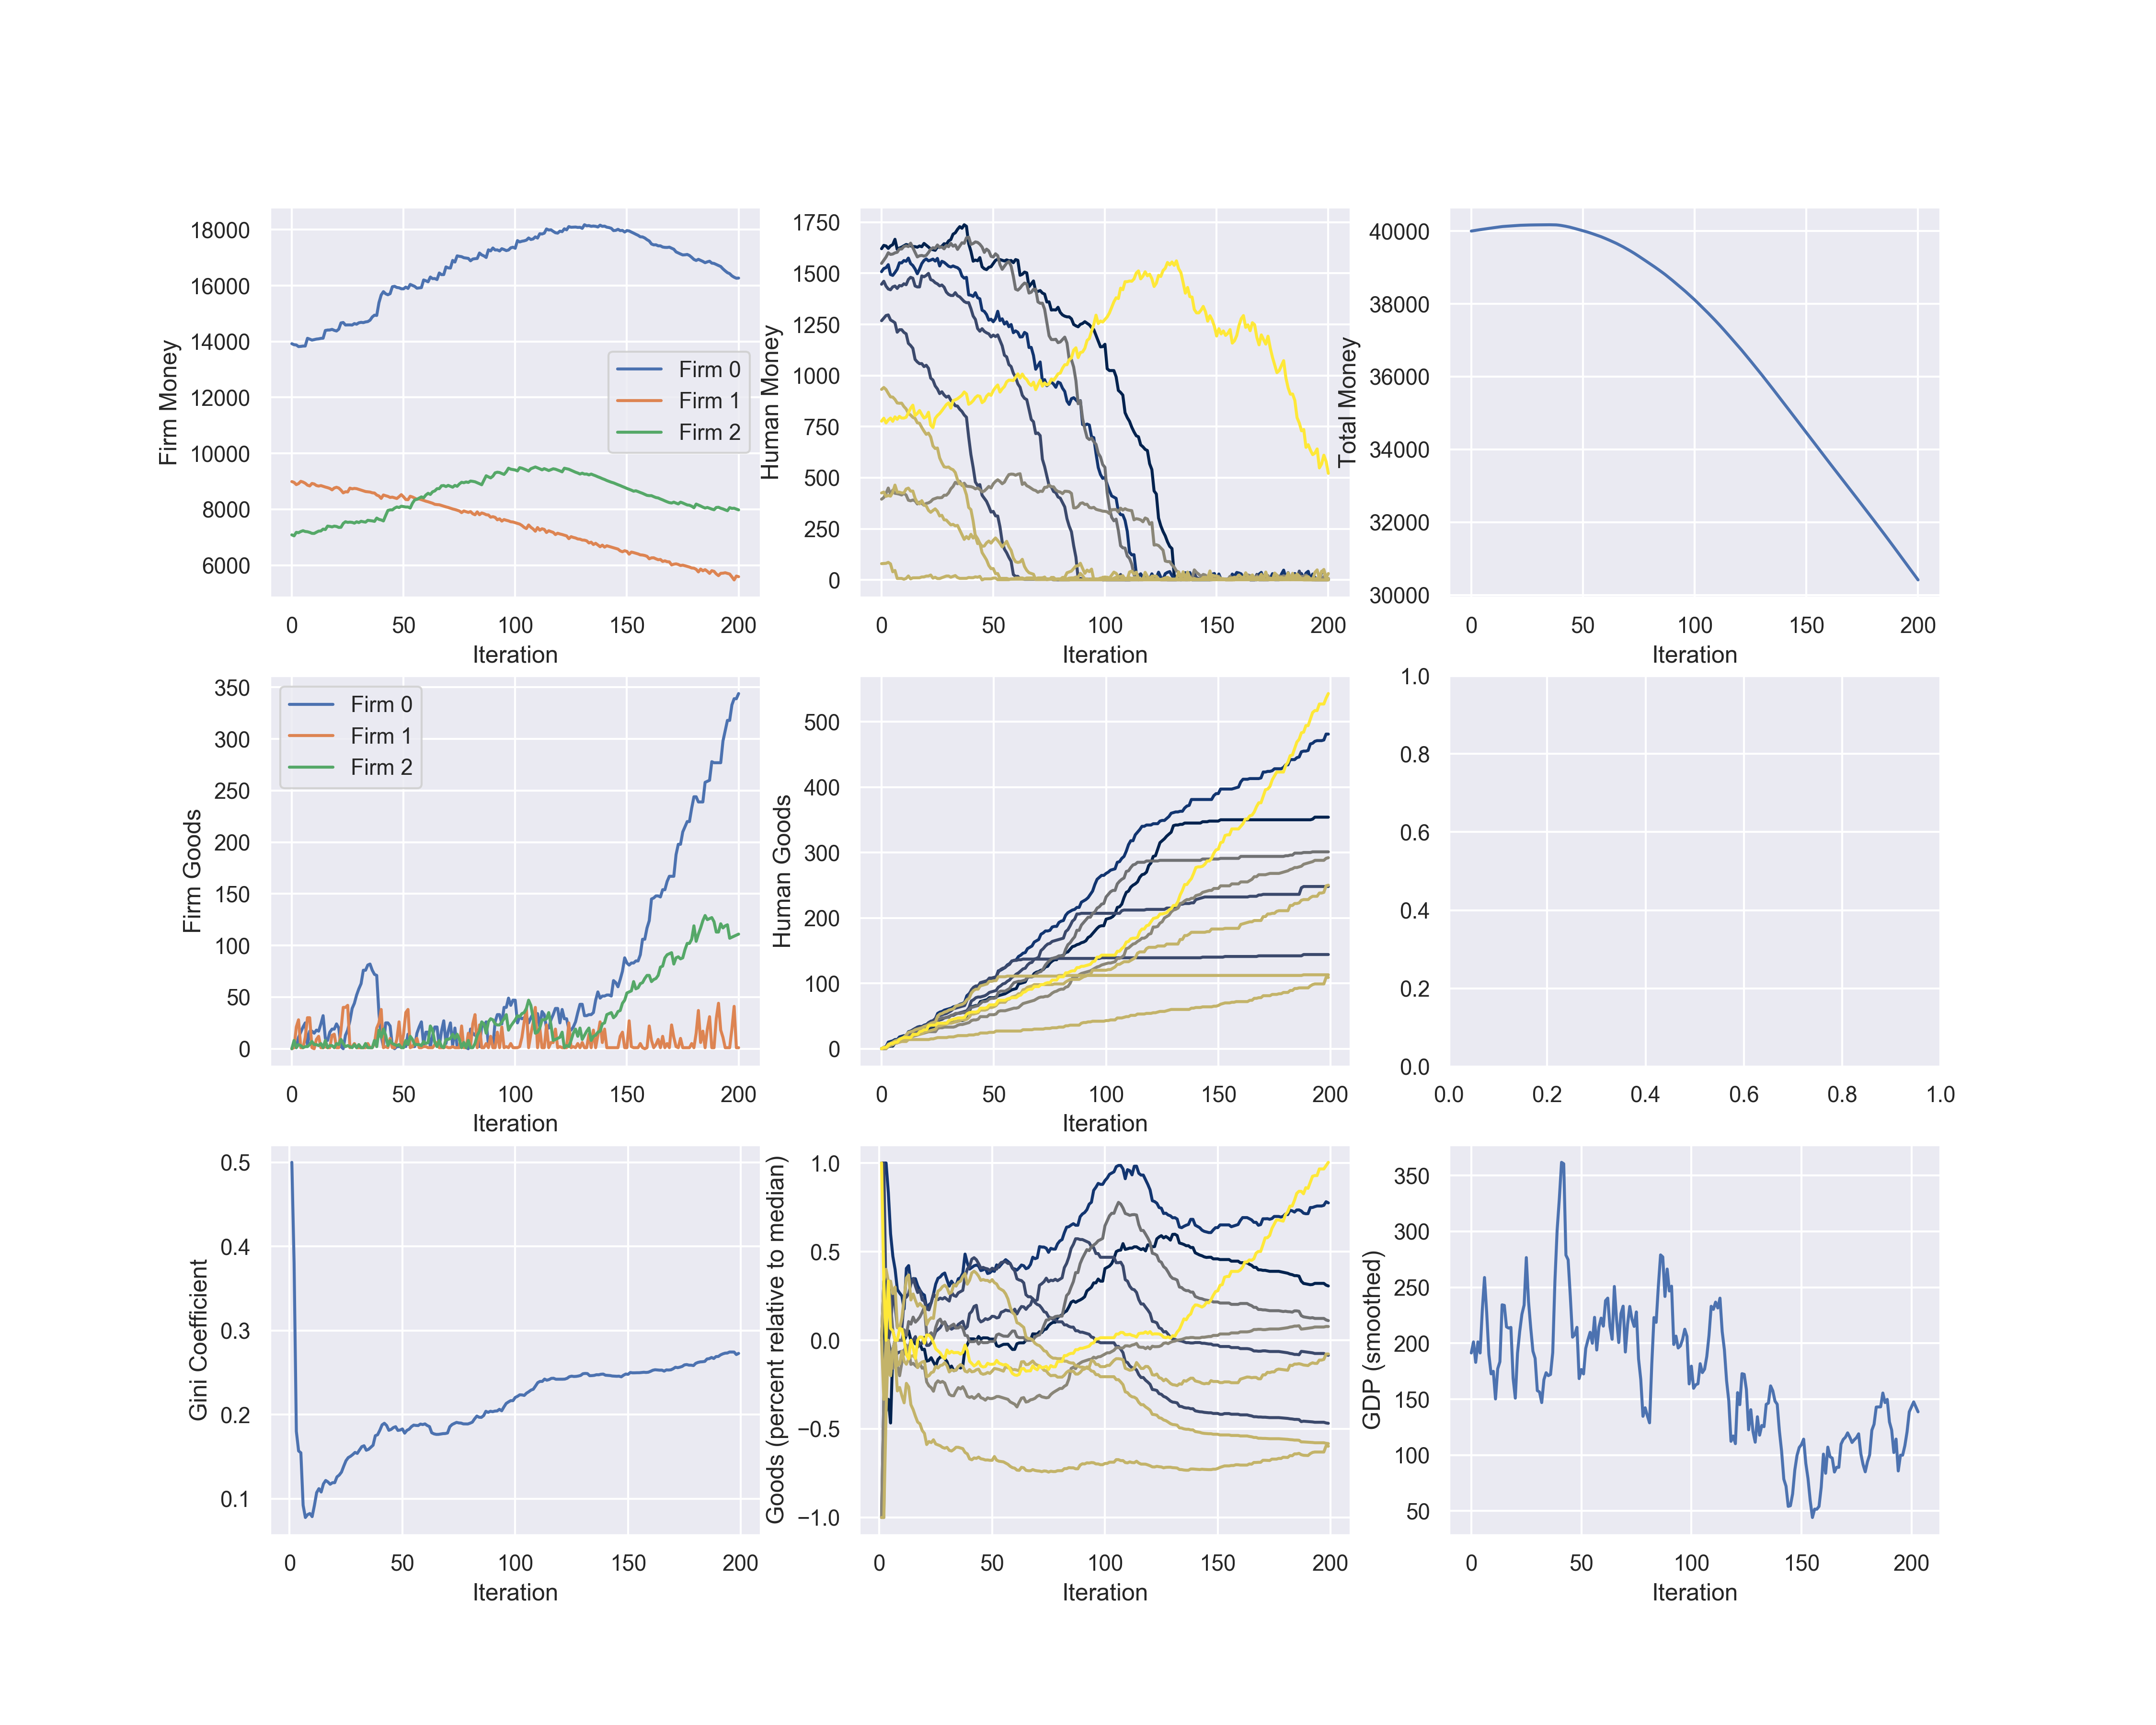 18000
16000
14000
12000
10000
8000
6000
Firm Money
Firm 0
Firm 1
Firm 2
0 50 100 150 200
Iteration
1750
1500
1250
1000
750
500
250
0
Human Money
0 50 100 150 200
Iteration
40000
38000
36000
34000
32000
30000
Total Money
0 50 100 150 200
Iteration
350
300
250
200
150
100
50
0
Firm Goods
Firm 0
Firm 1
Firm 2
0 50 100 150 200
Iteration
500
400
300
200
100
0
Human Goods
0 50 100 150 200
Iteration
1.0
0.8
0.6
0.4
0.2
0.0
0.0 0.2 0.4 0.6 0.8 1.0
0.5
0.4
0.3
0.2
0.1
Gini Coefficient
0 50 100 150 200
Iteration
1.0
0.5
0.0
−0.5
−1.0
Goods (percent relative to median)
0 50 100 150 200
Iteration
350
300
250
200
150
100
50
GDP (smoothed)
0 50 100 150 200
Iteration